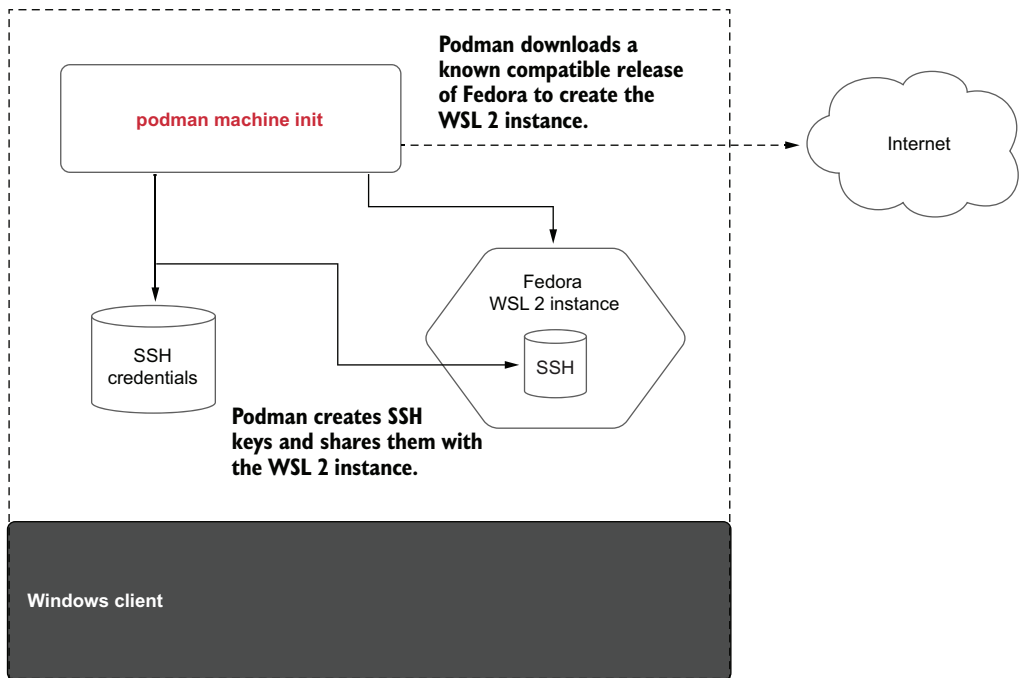 Podman downloads a
known compatible release
of Fedora to create the
WSL 2 instance.
podman machine init
Internet
Fedora
WSL 2 instance
SSH
SSH
credentials
Podman creates SSH
keys and shares them with
the WSL 2 instance.
Windows client